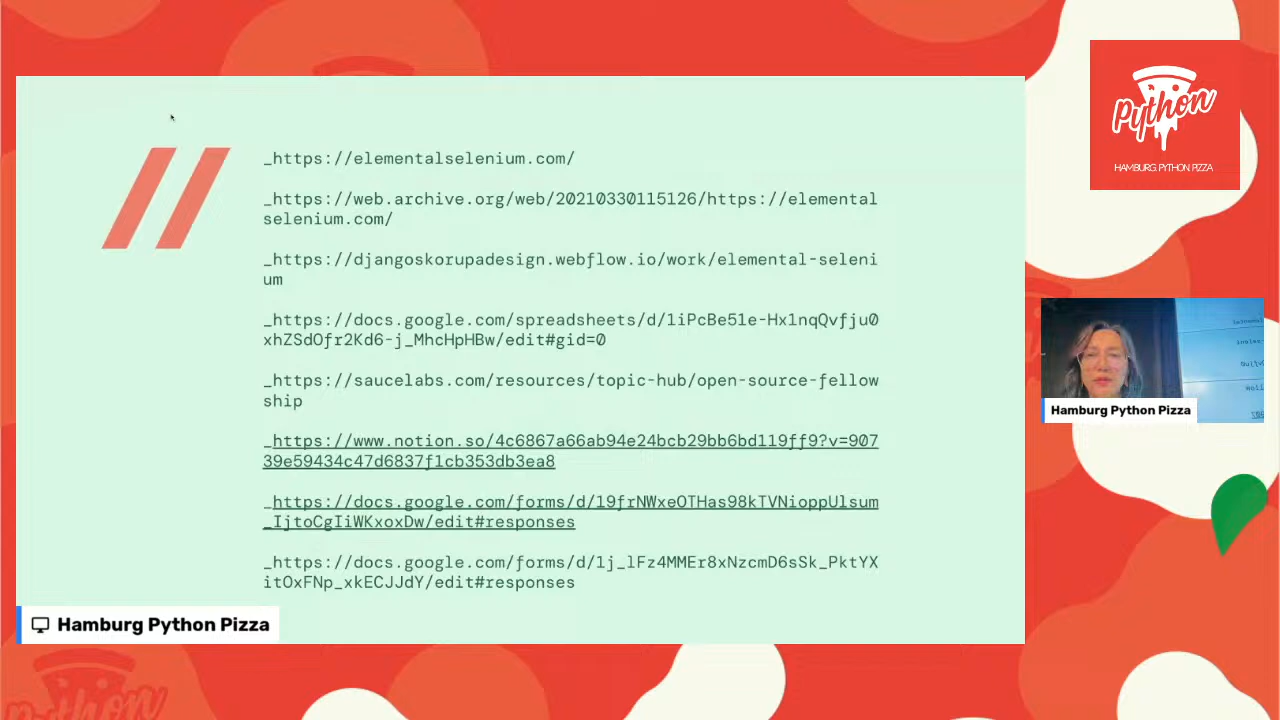 _https://elementalselenium.com/
_https://web.archive.org/web/20210330115126/https://elemental
selenium.com/
_https://djangoskorupadesign.webflow.io/work/elemental-seleni
um
_https://docs.google.com/spreadsheets/d/1iPcBe51e-Hx1nqQvfju0
xhZSdOfr2Kd6-j_MhcHpHBw/edit#gid=0
_https://saucelabs.com/resources/topic-hub/open-source-fellow
ship
_https://www.notion.so/4c6867a66ab94e24bcb29bb6bd119ff9?v=907
39e59434c47d6837f1cb353db3ea8
_https://docs.google.com/forms/d/19frNWxeOTHas98kTVNioppUlsum
_IjtoCgIiWKxoxDw/edit#responses
_https://docs.google.com/forms/d/1j_lFz4MMEr8xNzcmD6sSk_PktYX
itOxFNp_xkECJJdY/edit#responses
Hamburg Python Pizza
Python
HAMBURG PYTHON PIZZA
Hamburg Python Pizza